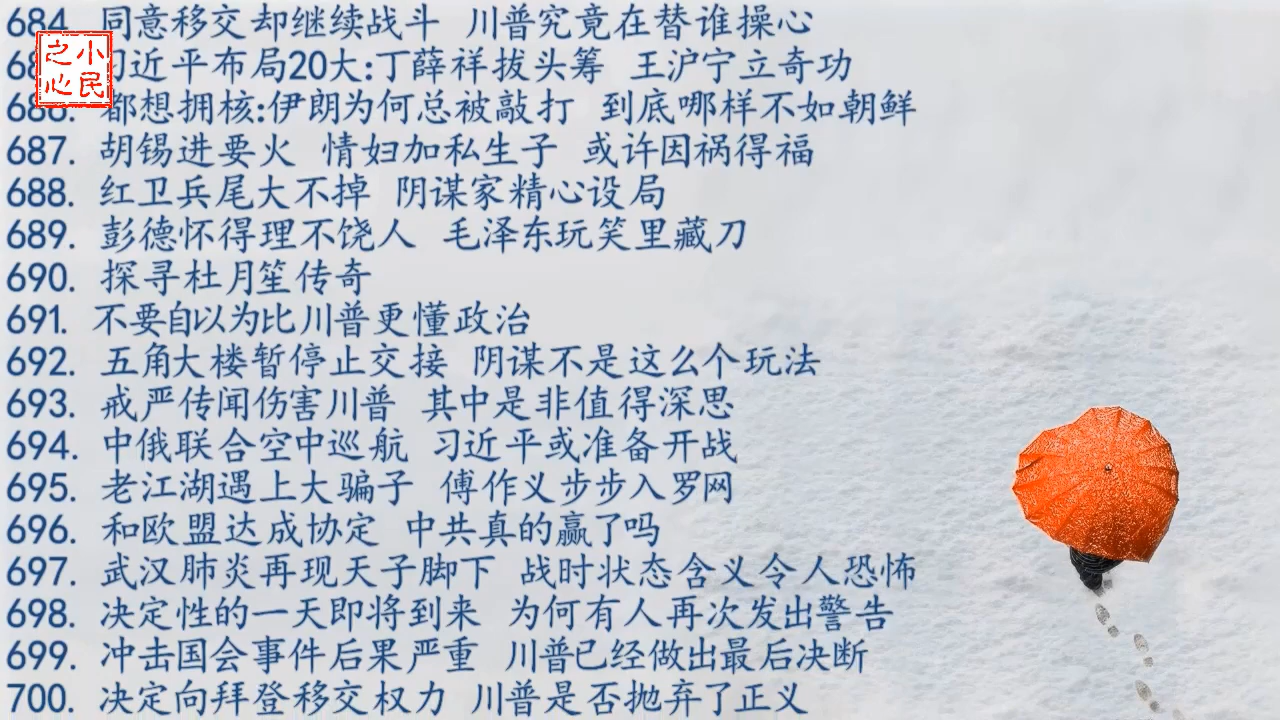 684. 同意移交却继续战斗 川普究竟在替谁操心
习近平布局20大:丁薛祥拔头筹 王沪宁立奇功
686. 都想拥核:伊朗为何总被敲打 到底哪样不如朝鲜
687. 胡锡进要火 情妇加私生子 或许因祸得福
688. 红卫兵尾大不掉 阴谋家精心设局
689. 彭德怀得理不饶人 毛泽东玩笑里藏刀
690. 探寻杜月笙传奇
691. 不要自以为比川普更懂政治
692. 五角大楼暂停止交接 阴谋不是这么个玩法
693. 戒严传闻伤害川普 其中是非值得深思
694. 中俄联合空中巡航 习近平或准备开战
695. 老江湖遇上大骗子 傅作义步步入罗网
696. 和欧盟达成协定 中共真的赢了吗
697. 武汉肺炎再现天子脚下 战时状态含义令人恐怖
698. 决定性的一天即将到来 为何有人再次发出警告
699. 冲击国会事件后果严重 川普已经做出最后决断
700. 决定向拜登移交权力 川普是否抛弃了正义
小民之心